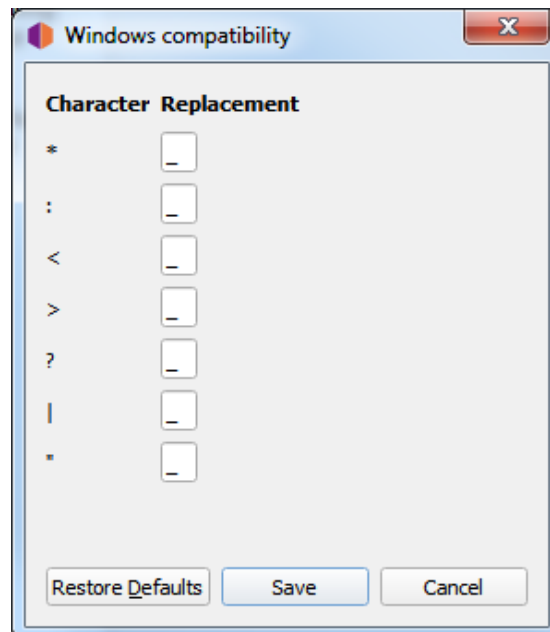 Windows compatibility
Character Replacement
* _
: _
< _
> _
? _
| _
" _
Restore Defaults Save Cancel